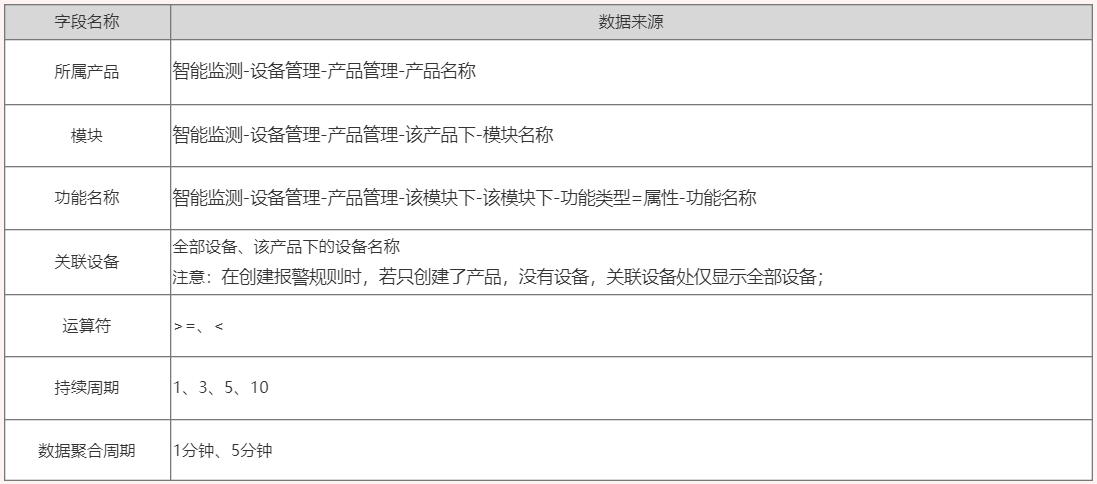 字段名称 数据来源
所属产品 智能监测-设备管理-产品管理-产品名称
模块 智能监测-设备管理-产品管理-该产品下-模块名称
功能名称 智能监测-设备管理-产品管理-该模块下-该模块下-功能类型=属性-功能名称
关联设备 全部设备、该产品下的设备名称
注意：在创建报警规则时，若只创建了产品，没有设备，关联设备处仅显示全部设备；
运算符 >=、<
持续周期 1、3、5、10
数据聚合周期 1分钟、5分钟